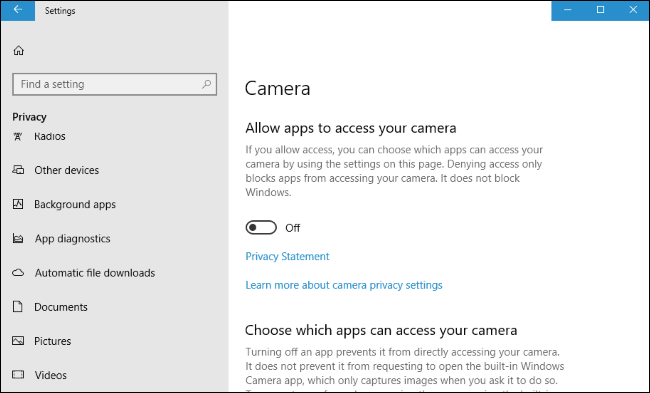 Settings
Find a setting
Privacy
Radios
Other devices
Background apps
App diagnostics
Automatic file downloads
Documents
Pictures
Videos
Camera
Allow apps to access your camera
If you allow access, you can choose which apps can access your
camera by using the settings on this page. Denying access only
blocks apps from accessing your camera. It does not block
Windows.
Off
Privacy Statement
Learn more about camera privacy settings
Choose which apps can access your camera
Turning off an app prevents it from directly accessing your camera.
It does not prevent it from requesting to open the built-in Windows
Camera app, which only captures images when you ask it to do so.